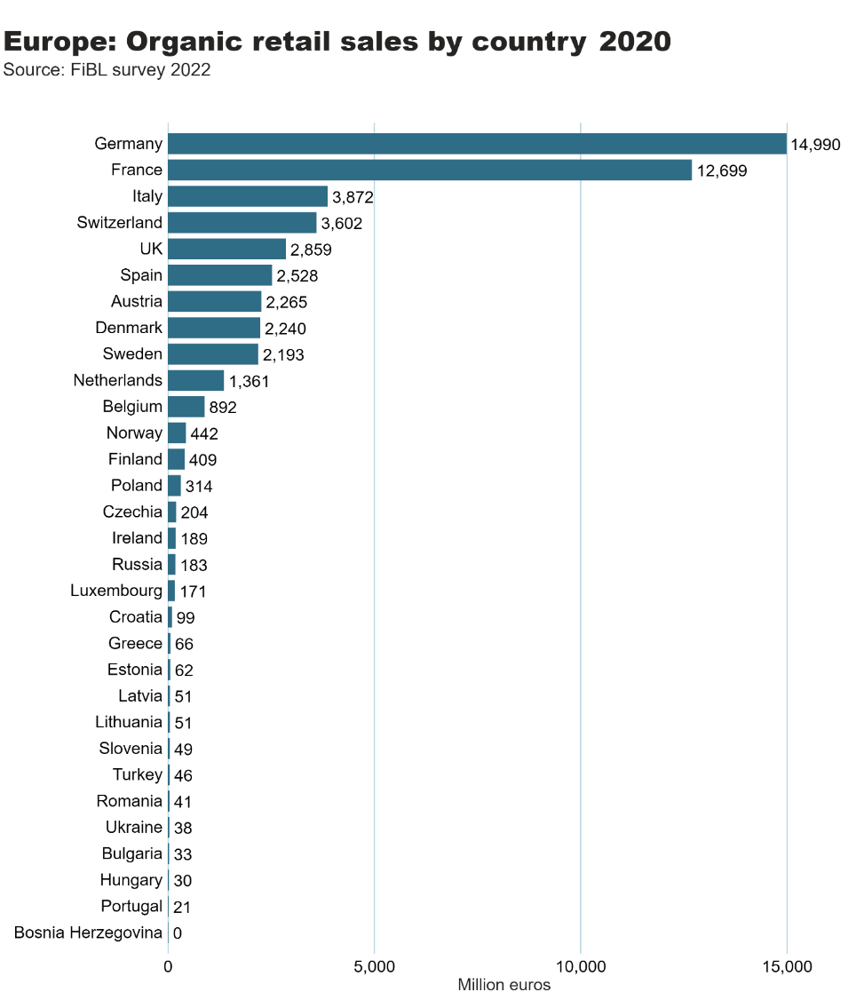 Europe: Organic retail sales by country 2020
Source: FiBL survey 2022
Germany 14,990
France 12,699
Italy 3,872
Switzerland 3,602
UK 2,859
Spain 2,528
Austria 2,265
Denmark 2,240
Sweden 2,193
Netherlands 1,361
Belgium 892
Norway 442
Finland 409
Poland 314
Czechia 204
Ireland 189
Russia 183
Luxembourg 171
Croatia 99
Greece 66
Estonia 62
Latvia 51
Lithuania 51
Slovenia 49
Turkey 46
Romania 41
Ukraine 38
Bulgaria 33
Hungary 30
Portugal 21
Bosnia Herzegovina 0
0 5,000 10,000 15,000
Million euros